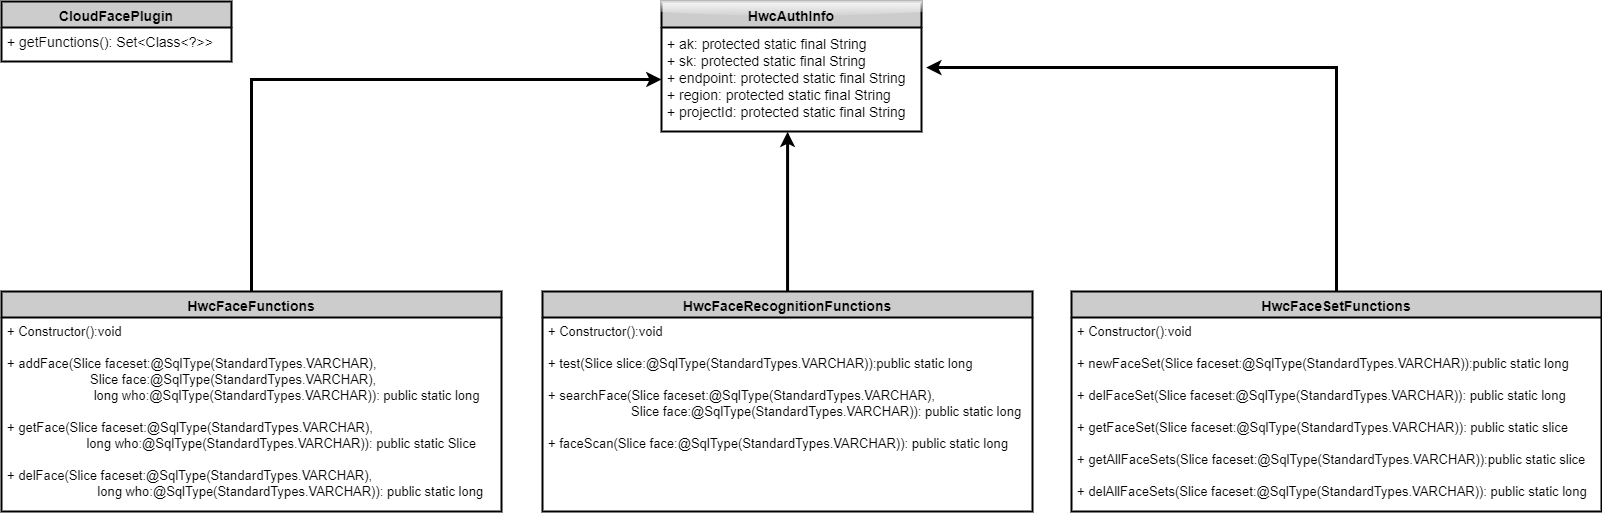 CloudFacePlugin
+ getFunctions(): Set<Class<?>>
HwcAuthInfo
+ ak: protected static final String
+ sk: protected static final String
+ endpoint: protected static final String
+ region: protected static final String
+ projectId: protected static final String
HwcFaceFunctions
+ Constructor():void
+ addFace(Slice faceset:@SqlType(StandardTypes.VARCHAR),
Slice face:@SqlType(StandardTypes.VARCHAR),
long who:@SqlType(StandardTypes.VARCHAR)): public static long
+ getFace(Slice faceset:@SqlType(StandardTypes.VARCHAR),
long who:@SqlType(StandardTypes.VARCHAR)): public static Slice
+ delFace(Slice faceset:@SqlType(StandardTypes.VARCHAR),
long who:@SqlType(StandardTypes.VARCHAR)): public static long
HwcFaceRecognitionFunctions
+ Constructor():void
+ test(Slice slice:@SqlType(StandardTypes.VARCHAR)):public static long
+ searchFace(Slice faceset:@SqlType(StandardTypes.VARCHAR),
Slice face:@SqlType(StandardTypes.VARCHAR)): public static long
+ faceScan(Slice face:@SqlType(StandardTypes.VARCHAR)): public static long
HwcFaceSetFunctions
+ Constructor():void
+ newFaceSet(Slice faceset:@SqlType(StandardTypes.VARCHAR)):public static long
+ delFaceSet(Slice faceset:@SqlType(StandardTypes.VARCHAR)): public static long
+ getFaceSet(Slice faceset:@SqlType(StandardTypes.VARCHAR)): public static slice
+ getAllFaceSets(Slice faceset:@SqlType(StandardTypes.VARCHAR)):public static slice
+ delAllFaceSets(Slice faceset:@SqlType(StandardTypes.VARCHAR)): public static long